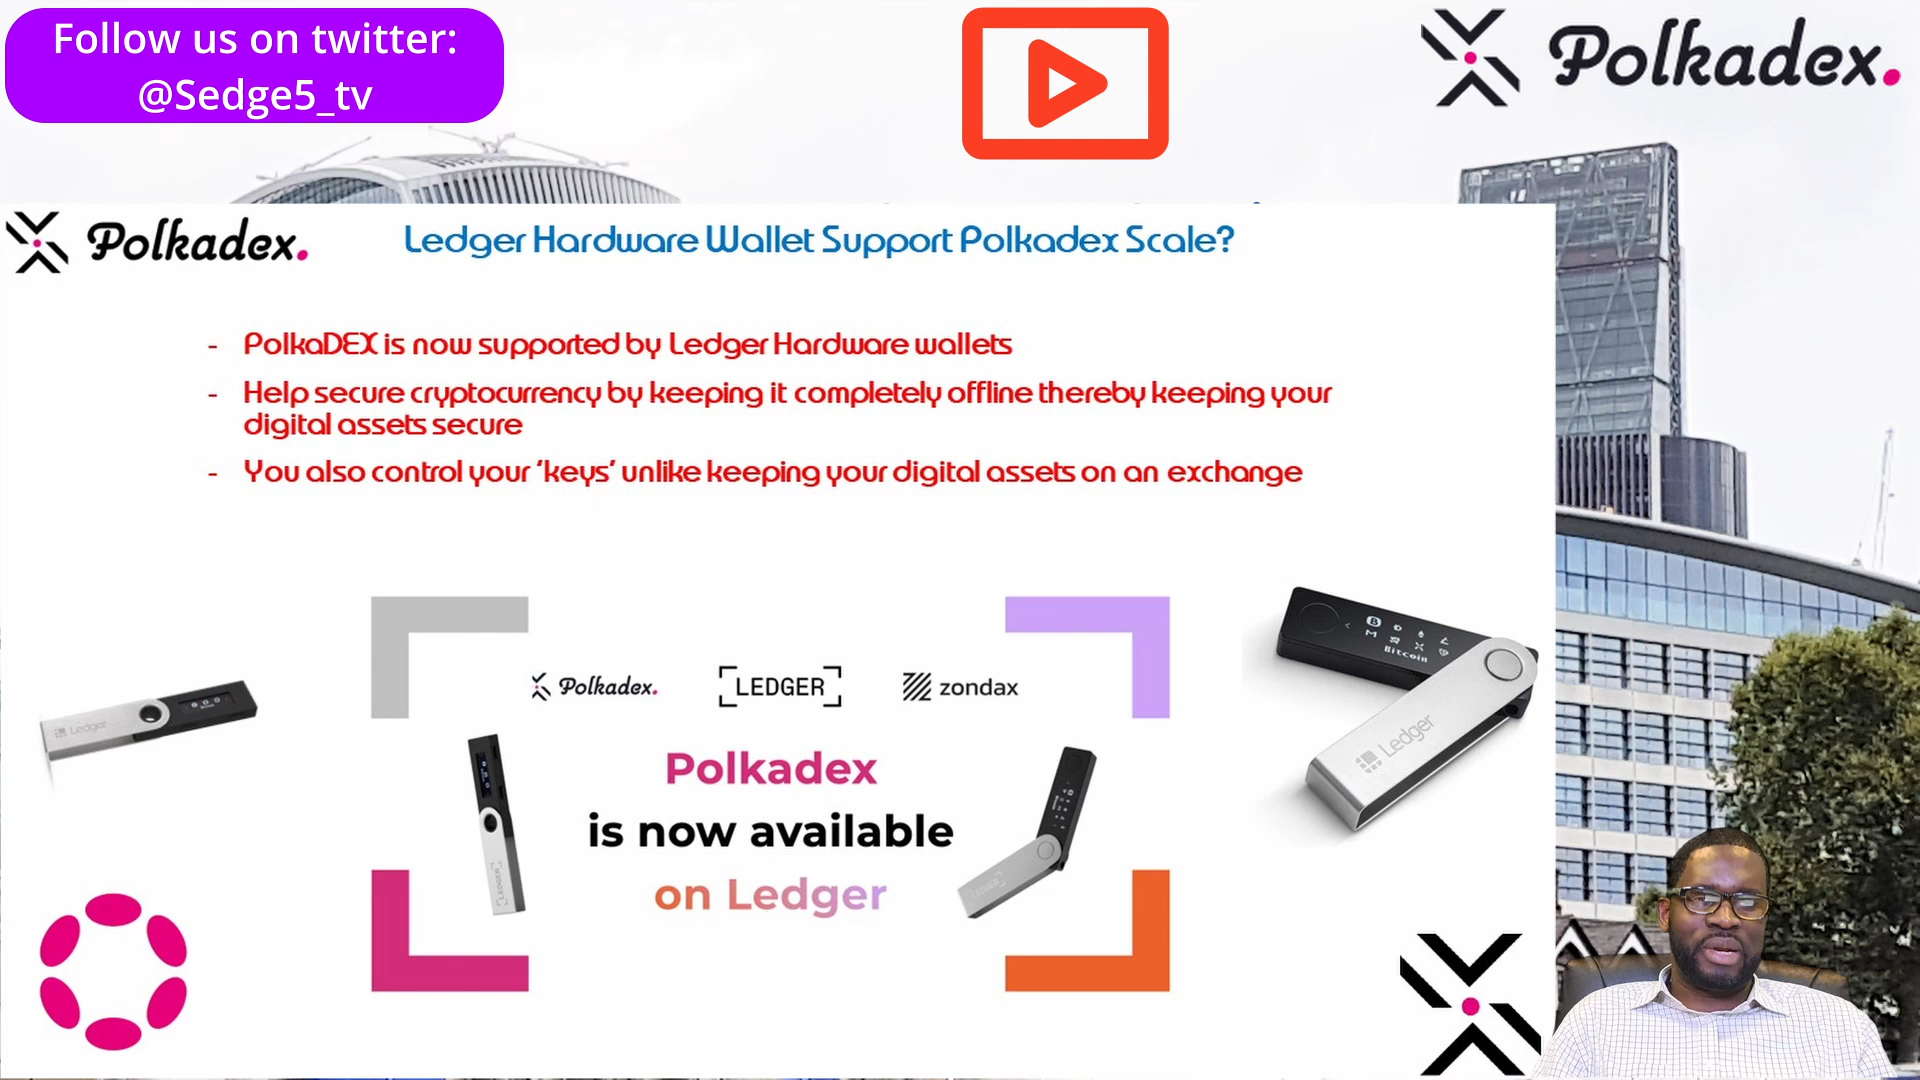 Follow us on twitter:
@Sedge5_tv
Polkadex.
Polkadex.
Ledger Hardware Wallet Support Polkadex Scale?
- PolkaDEX is now supported by Ledger Hardware wallets
- Help secure cryptocurrency by keeping it completely offline thereby keeping your
digital assets secure
- You also control your ‘keys’ unlike keeping your digital assets on an exchange
Polkadex.
LEDGER
zondax
Polkadex
is now available
on Ledger
Ledger
Bitcoin
Ledger
LEDGER
LEDGER